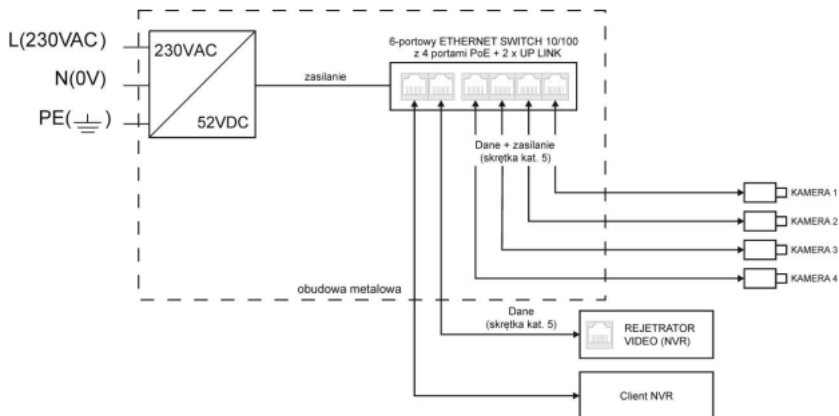 L(230VAC)
N(0V)
PE( )
230VAC
52VDC
zasilanie
6-portowy ETHERNET SWITCH 10/100
z 4 portami PoE + 2 x UP LINK
Dane + zasilanie
(skrętka kat. 5)
KAMERA 1
KAMERA 2
KAMERA 3
KAMERA 4
obudowa metalowa
Dane
(skrętka kat. 5)
REJETRATOR
VIDEO (NVR)
Client NVR